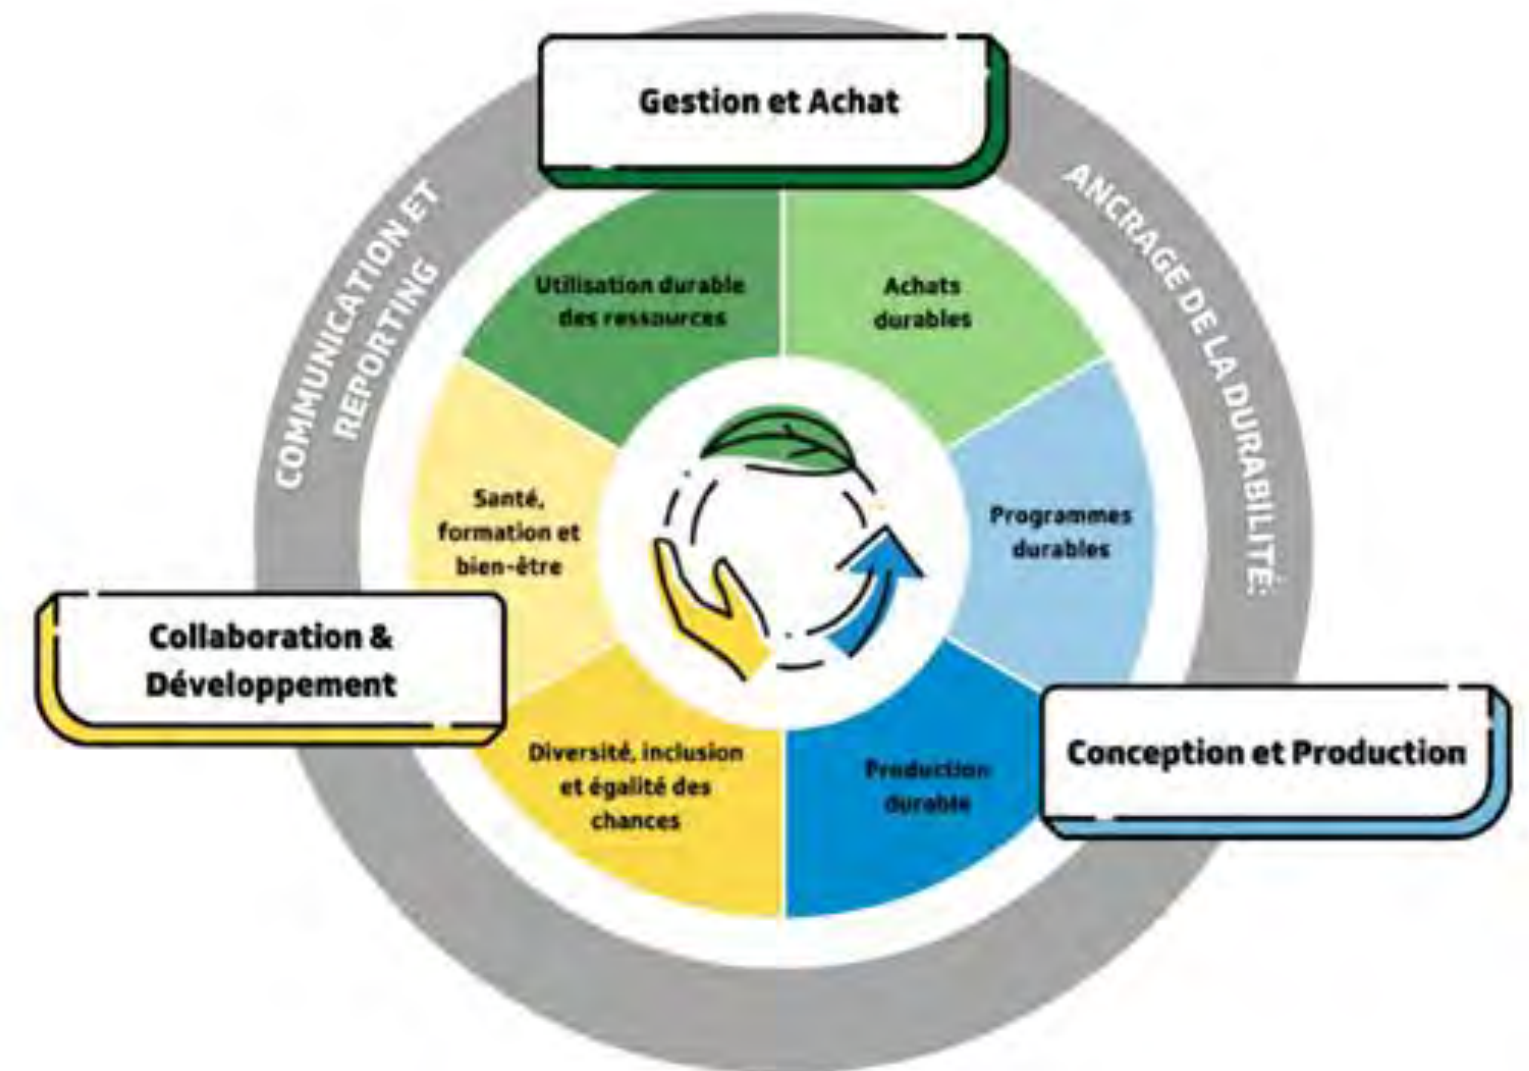 Gestion et Achat
COMMUNICATION ET
REPORTING
ANCRAGE DE LA DURABILITÉ:
Utilisation durable
des ressources
Achats
durables
Santé,
formation et
bien-être
Programmes
durables
Collaboration &
Développement
Conception et Production
Diversité, inclusion
et égalité des
chances
Production
durable